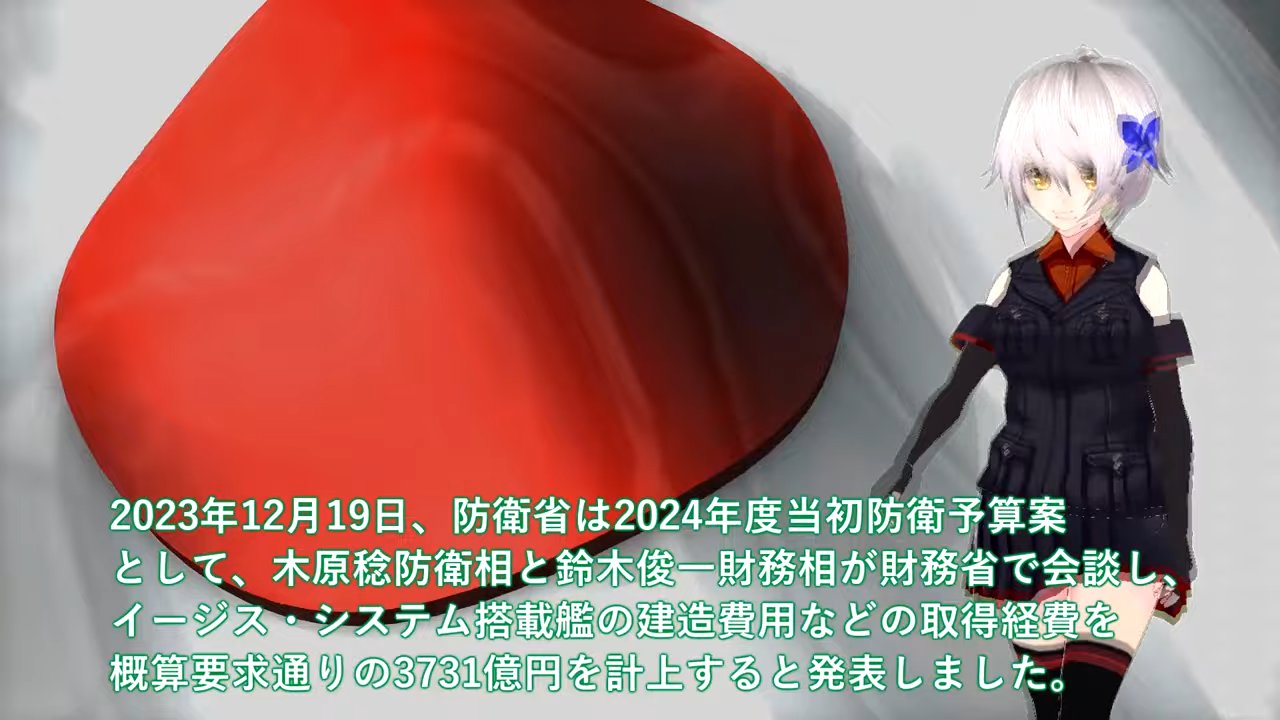 2023年12月19日、防衛省は2024年度当初防衛予算案
として、木原稔防衛相と鈴木俊一財務相が財務省で会談し、
イージス・システム搭載艦の建造費用などの取得経費を
概算要求通りの3731億円を計上すると発表しました。